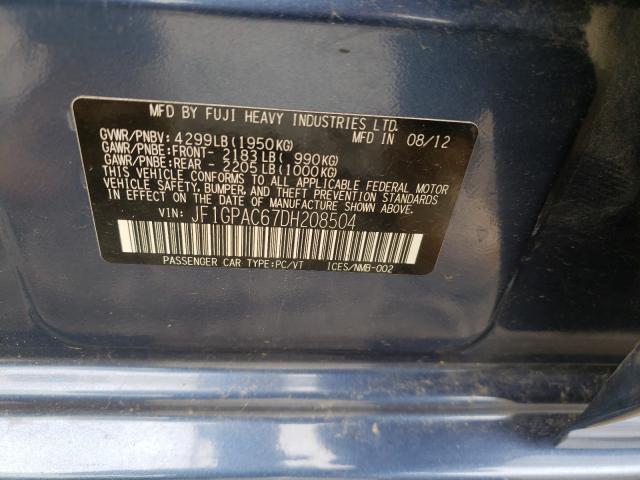 MFD BY FUJI HEAVY INDUSTRIES LTD.
GVWR/PNBV: 4299LB(1950KG) MFD IN 08/12
GAWR/PNBE:FRONT- 2183LB( 990KG)
GAWR/PNBE:REAR - 2205LB(1000KG)
THIS VEHICLE CONFORMS TO ALL APPLICABLE FEDERAL MOTOR
VEHICLE SAFETY, BUMPER, AND THEFT PREVENTION STANDARDS
IN EFFECT ON THE DATE OF MANUFACTURE SHOWN ABOVE.
VIN: JF1GPAC67DH208504
PASSENGER CAR TYPE:PC/VT ICES/NMB-002